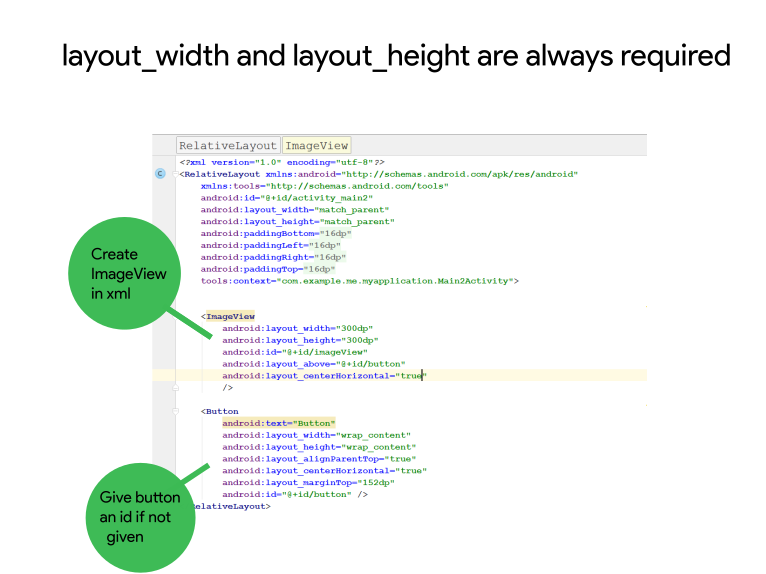 layout_width and layout_height are always required
RelativeLayout ImageView
<?xml version="1.0" encoding="utf-8"?>
C
<RelativeLayout xmlns:android="http://schemas.android.com/apk/res/android"
xmlns:tools="http://schemas.android.com/tools"
android:id="@+id/activity_main2"
android:layout_width="match_parent"
android:layout_height="match_parent"
android:paddingBottom="16dp"
android:paddingLeft="16dp"
android:paddingRight="16dp"
android:paddingTop="16dp"
tools:context="com.example.me.myapplication.Main2Activity">
Create
ImageView
in xml
<ImageView
android:layout_width="300dp"
android:layout_height="300dp"
android:id="@+id/imageView"
android:layout_above="@+id/button"
android:layout_centerHorizontal="true"
/>
<Button
android:text="Button"
android:layout_width="wrap_content"
android:layout_height="wrap_content"
android:layout_alignParentTop="true"
android:layout_centerHorizontal="true"
android:layout_marginTop="152dp"
android:id="@+id/button" />
elativeLayout>
Give button
an id if not
given